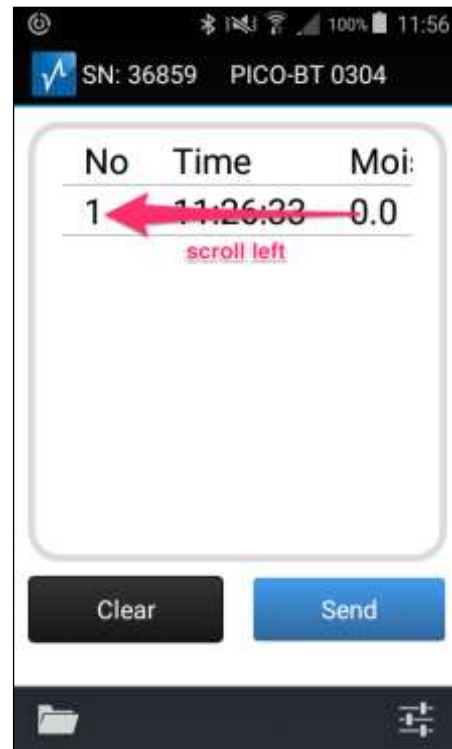 100% 11:56
SN: 36859 PICO-BT 0304
No Time Moi
1 11:26:33 0.0
scroll left
Clear Send